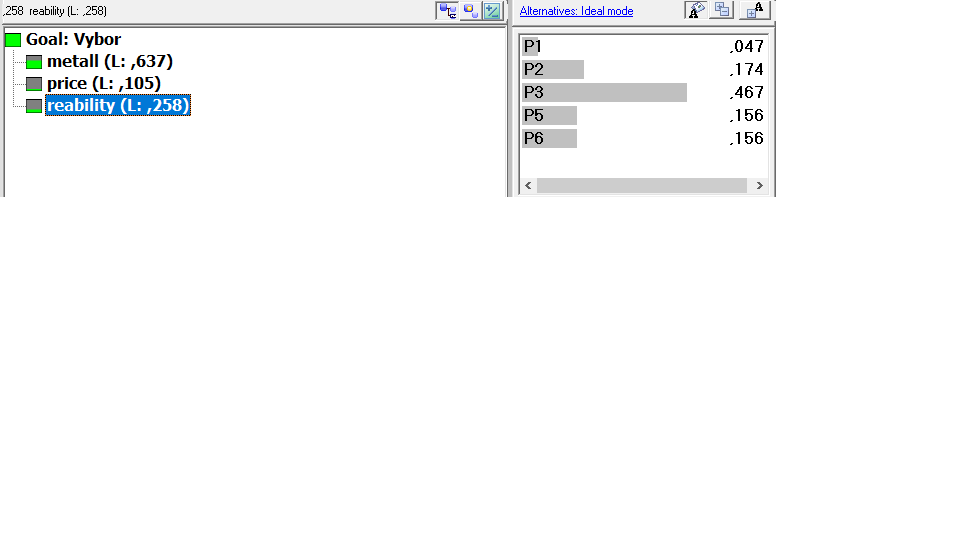 ,258 reability (L: ,258)
Goal: Vybor
metall (L: ,637)
price (L: ,105)
reability (L: ,258)
Alternatives: Ideal mode
A
A
P1 ,047
P2 ,174
P3 ,467
P5 ,156
P6 ,156